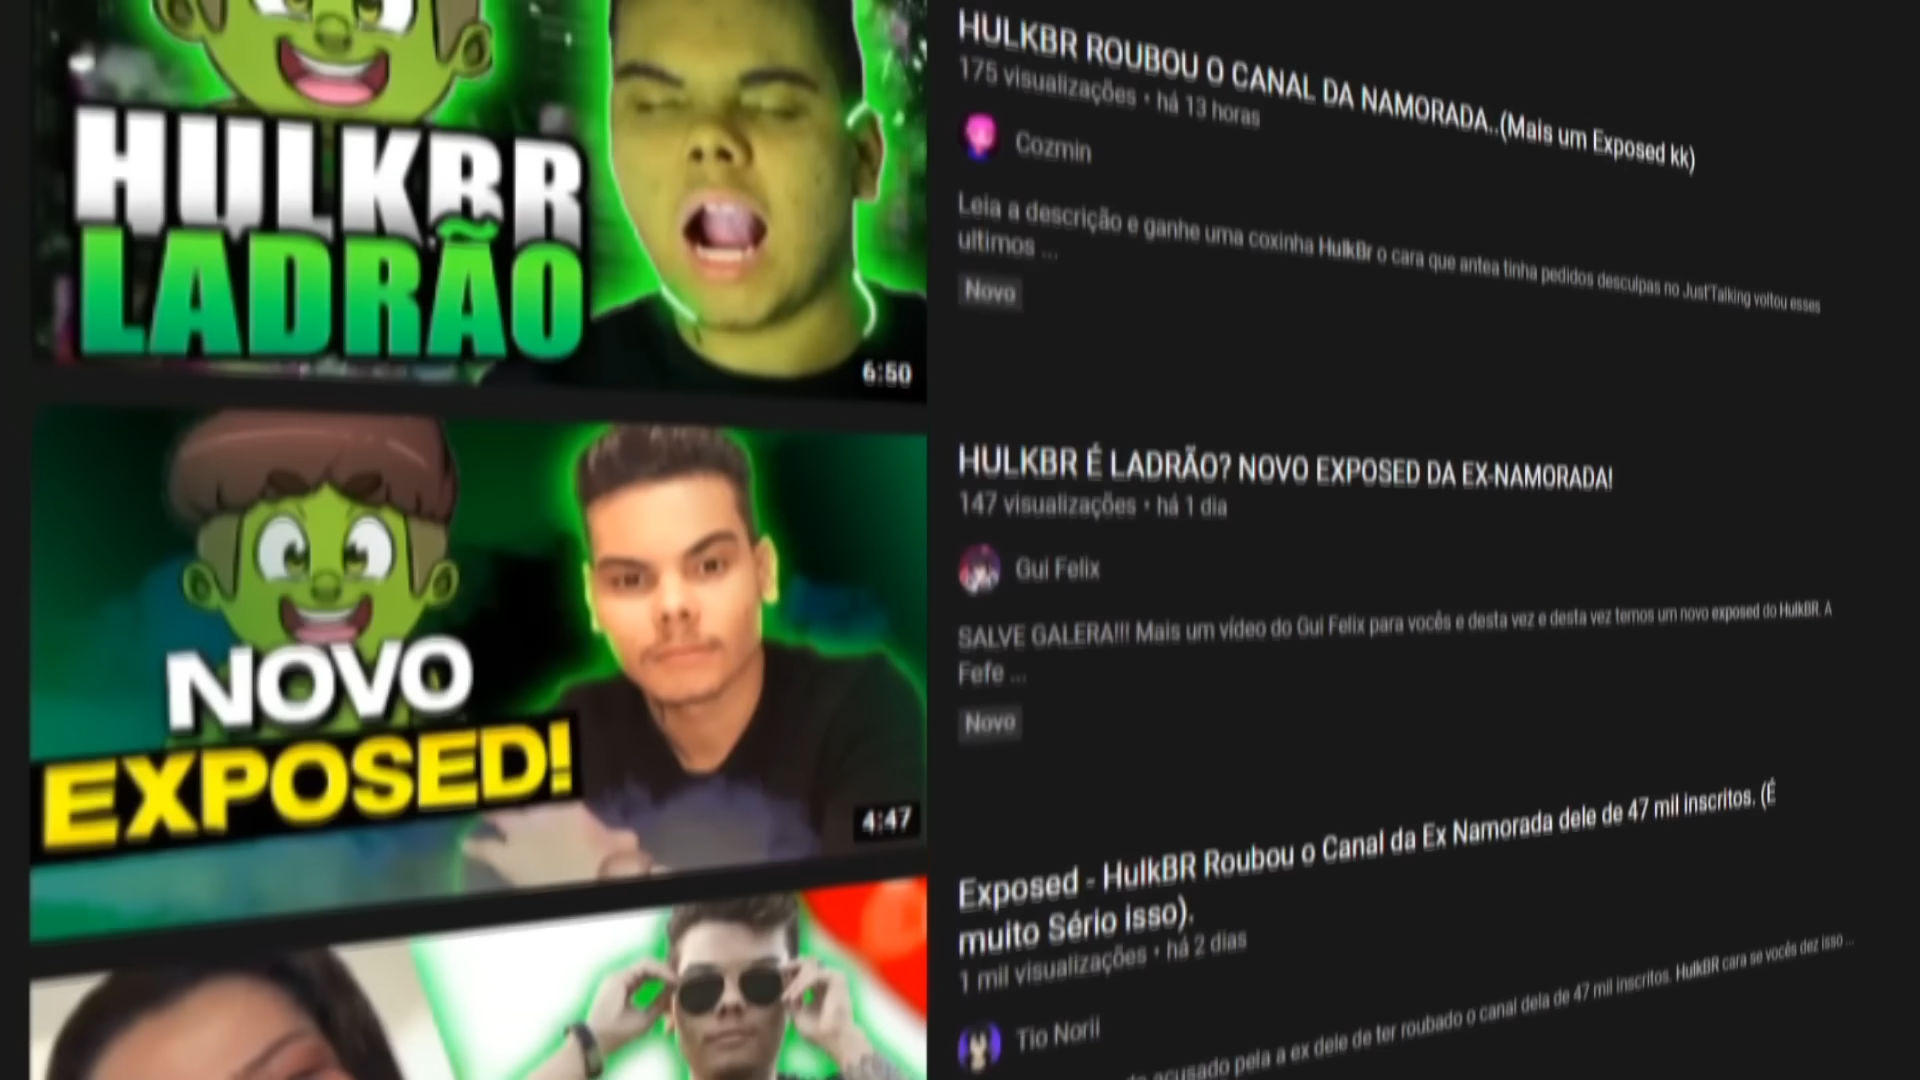 HULKBR
LADRÃO
6:50
HULKBR ROUBOU O CANAL DA NAMORADA..(Mais um Exposed kk)
175 visualizações • há 13 horas
Cozmin
Leia a descrição e ganhe uma coxinha HulkBr o cara que antea tinha pedidos desculpas no Just'Talking voltou esses
ultimos ...
Novo
NOVO
EXPOSED!
4:47
HULKBR É LADRÃO? NOVO EXPOSED DA EX-NAMORADA!
147 visualizações • há 1 dia
Gui Felix
SALVE GALERA!!! Mais um vídeo do Gui Felix para vocês e desta vez e desta vez temos um novo exposed do HulkBR. A
Fefe ...
Novo
Exposed - HulkBR Roubou o Canal da Ex Namorada dele de 47 mil inscritos. (É
muito Sério isso).
1 mil visualizações • há 2 dias
Tio Norii
acusado pela a ex dele de ter roubado o canal dela de 47 mil inscritos. HulkBR cara se vocês dez isso ...